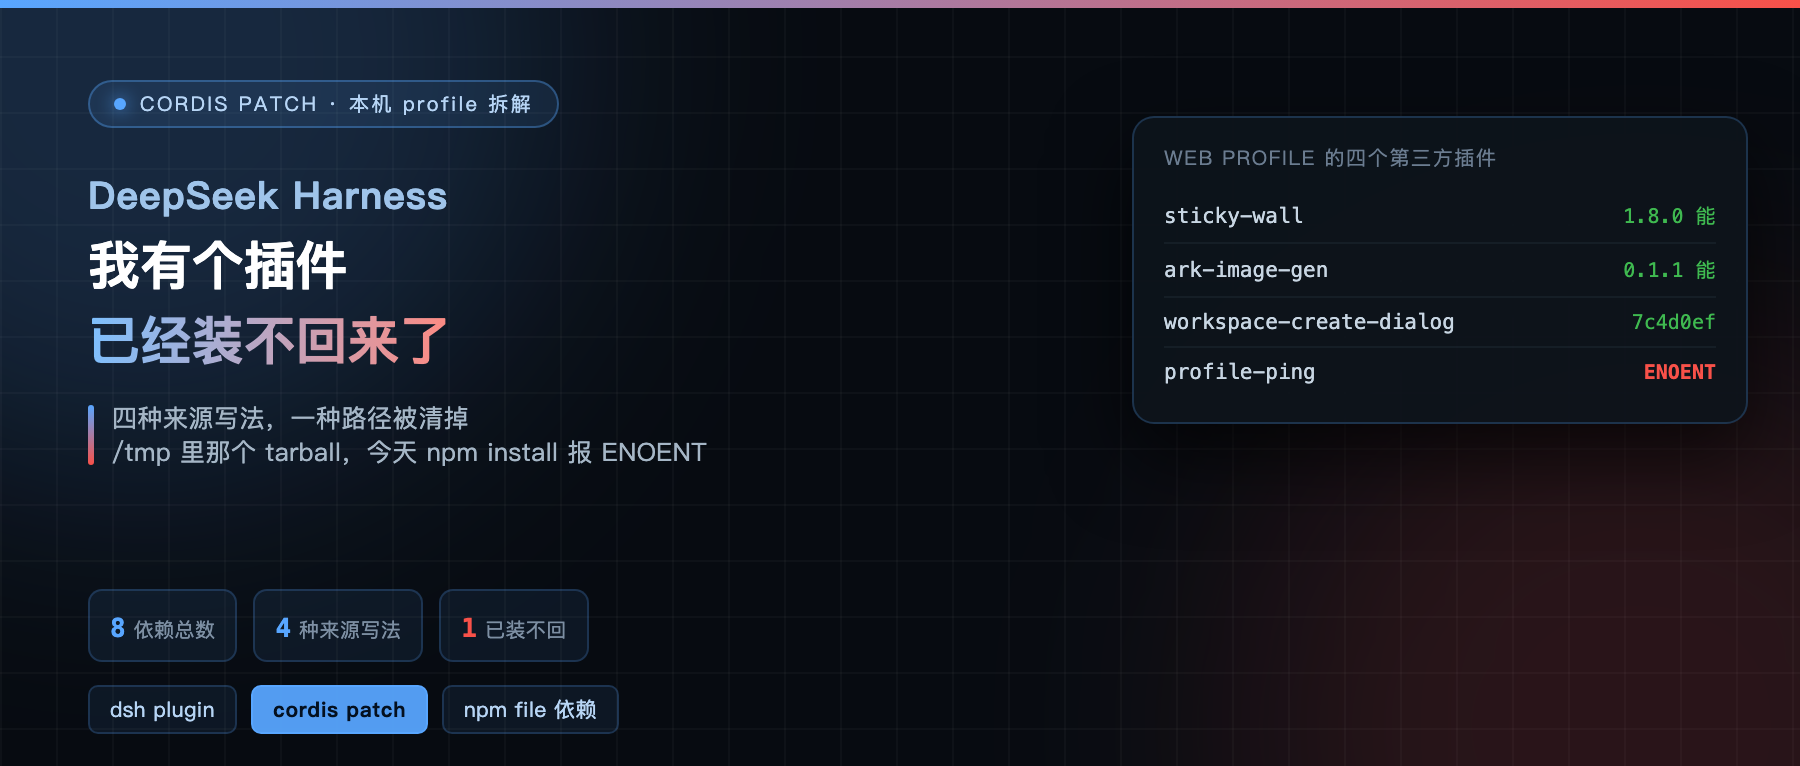 CORDIS PATCH · 本机 profile 拆解
DeepSeek Harness
我有个插件
已经装不回来了
四种来源写法，一种路径被清掉
/tmp 里那个 tarball，今天 npm install 报 ENOENT
8 依赖总数
4 种来源写法
1 已装不回
dsh plugin
cordis patch
npm file 依赖
WEB PROFILE 的四个第三方插件
sticky-wall 1.8.0 能
ark-image-gen 0.1.1 能
workspace-create-dialog 7c4d0ef
profile-ping ENOENT